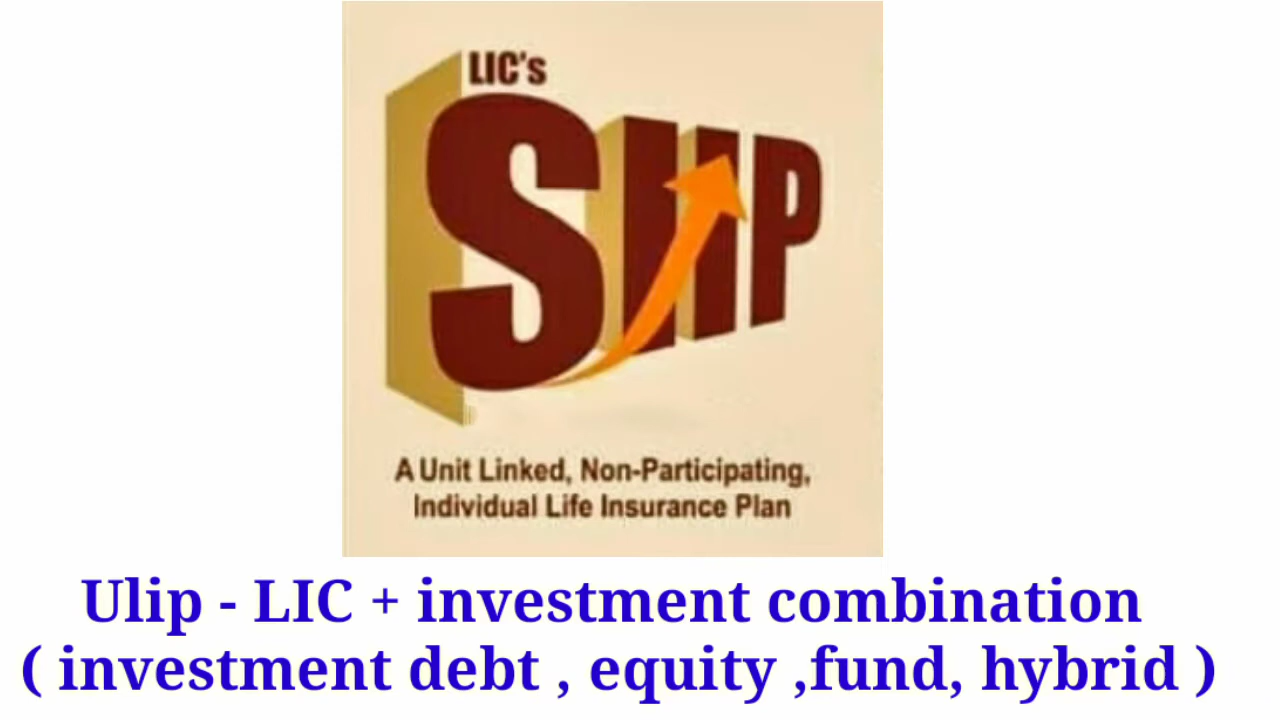 LIC's
SIIP
A Unit Linked, Non-Participating,
Individual Life Insurance Plan
Ulip - LIC + investment combination
( investment debt , equity ,fund, hybrid )